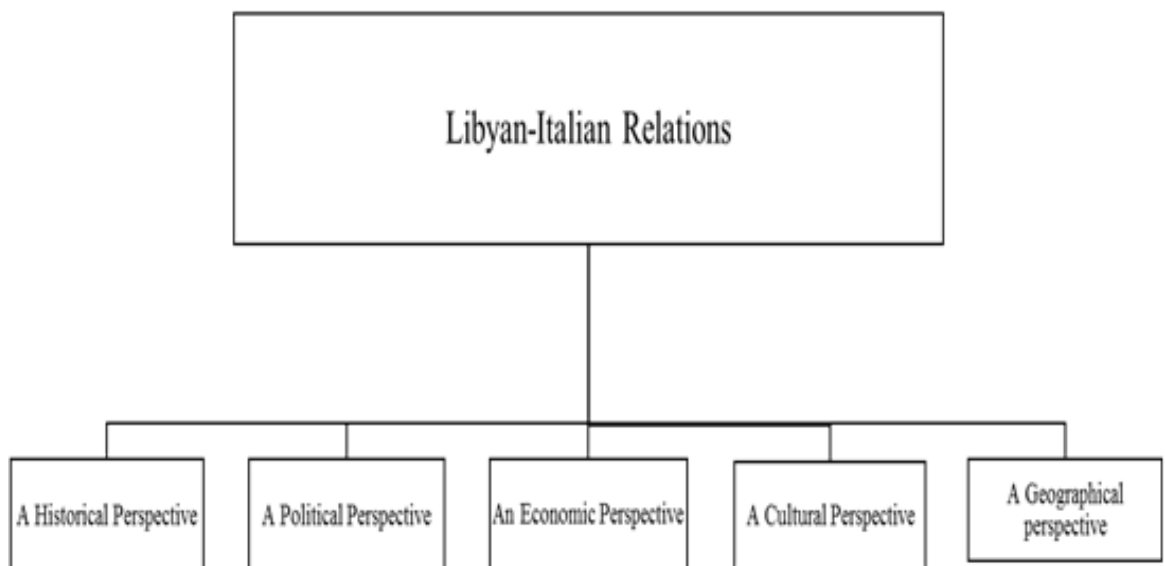 Libyan-Italian Relations
A Historical Perspective
A Political Perspective
An Economic Perspective
A Cultural Perspective
A Geographical
perspective